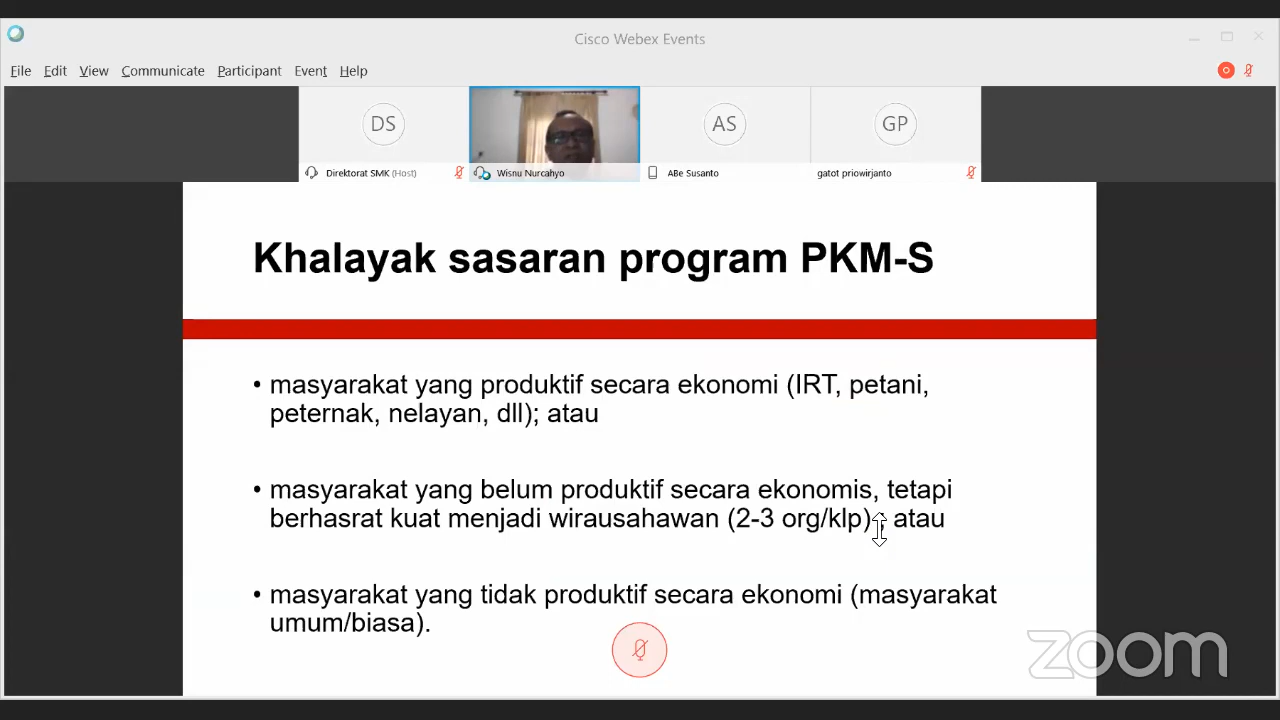 Cisco Webex Events
File Edit View Communicate Participant Event Help
DS
AS
GP
Direktorat SMK (Host)
Wisnu Nurcahyo
ABe Susanto
gatot priowirjanto
Khalayak sasaran program PKM-S
• masyarakat yang produktif secara ekonomi (IRT, petani,
peternak, nelayan, dll); atau
• masyarakat yang belum produktif secara ekonomis, tetapi
berhasrat kuat menjadi wirausahawan (2-3 org/klp) ; atau
• masyarakat yang tidak produktif secara ekonomi (masyarakat
umum/biasa).
zoom